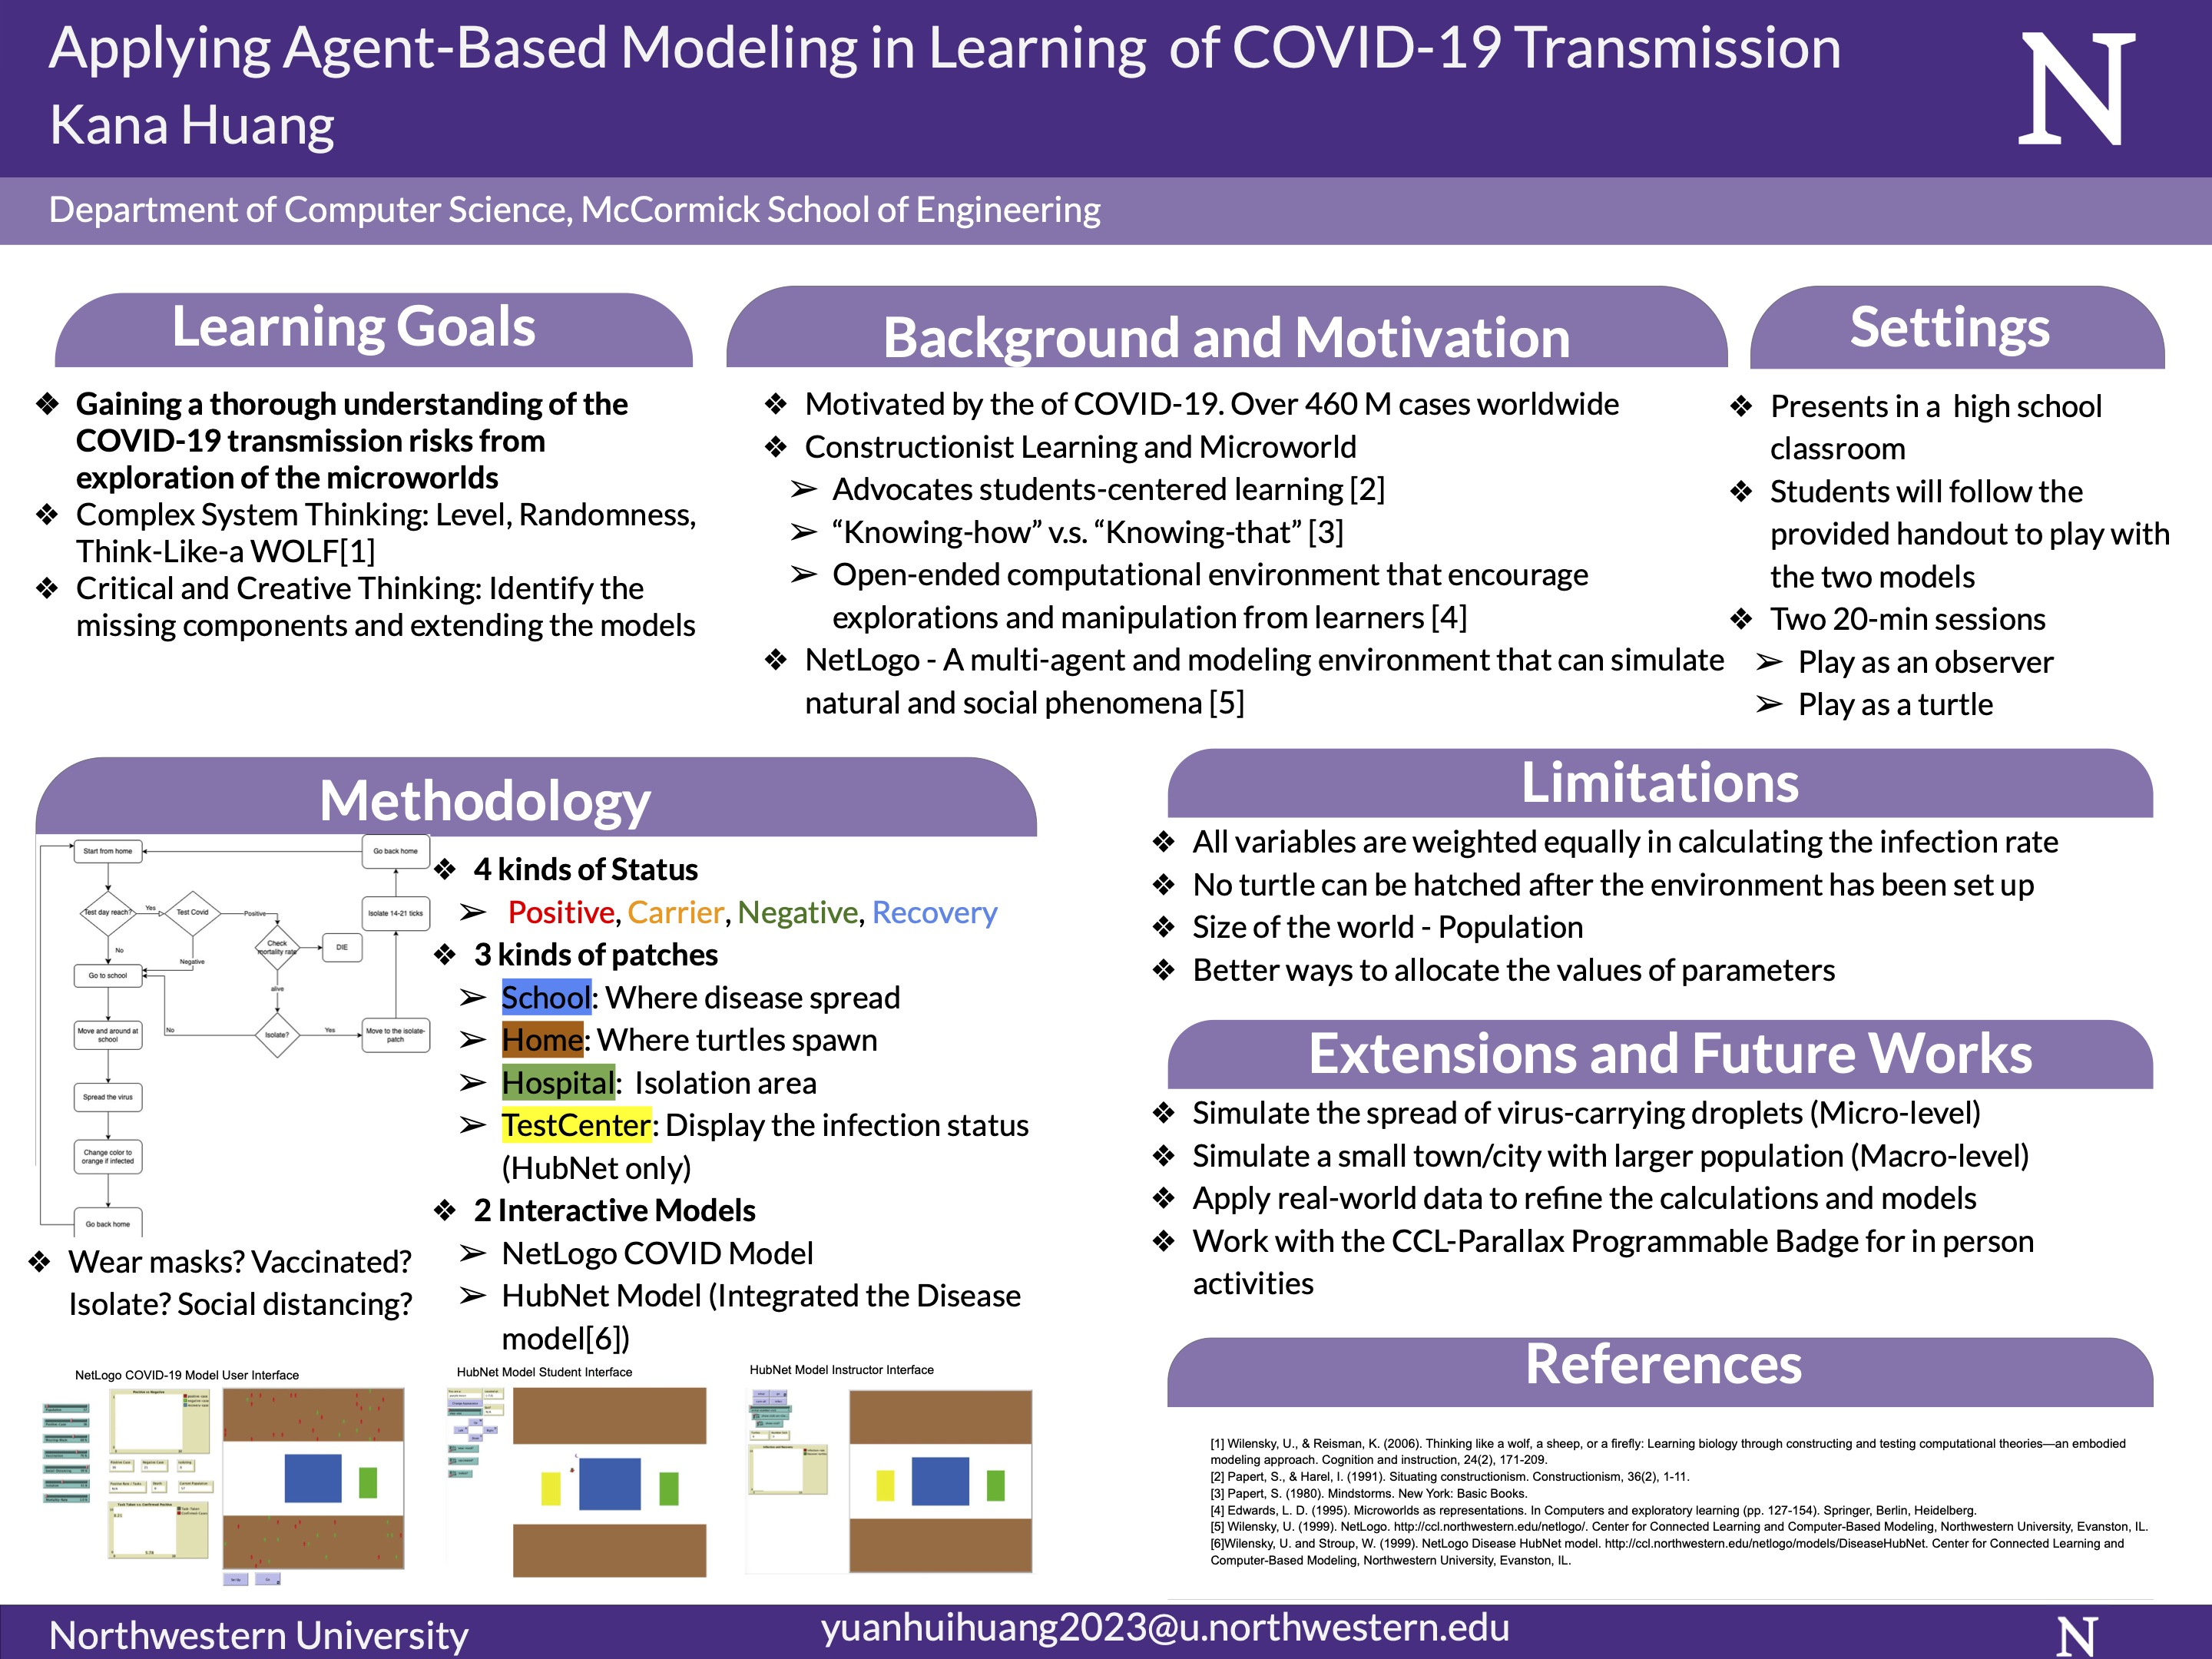 Applying Agent-Based Modeling in Learning  of COVID-19 Transmission
Kana Huang
N
Department of Computer Science, McCormick School of Engineering
Learning Goals
❖ Gaining a thorough understanding of the
COVID-19 transmission risks from
exploration of the microworlds
❖ Complex System Thinking: Level, Randomness,
Think-Like-a WOLF[1]
❖ Critical and Creative Thinking: Identify the
missing components and extending the models
Background and Motivation
❖ Motivated by the of COVID-19. Over 460 M cases worldwide
❖ Constructionist Learning and Microworld
➢ Advocates students-centered learning [2]
➢ “Knowing-how” v.s. “Knowing-that” [3]
➢ Open-ended computational environment that encourage
explorations and manipulation from learners [4]
❖ NetLogo - A multi-agent and modeling environment that can simulate
natural and social phenomena [5]
Settings
❖ Presents in a  high school
classroom
❖ Students will follow the
provided handout to play with
the two models
❖ Two 20-min sessions
➢ Play as an observer
➢ Play as a turtle
Methodology
Start from home
Go back home
Test day reach?
Yes
Test Covid
Positive
Isolate 14-21 ticks
Check
mortality rate
DIE
No
Negative
Go to school
alive
Move and around at
school
No
Isolate?
Yes
Move to the isolate-
patch
Spread the virus
Change color to
orange if infected
Go back home
❖ Wear masks? Vaccinated?
Isolate? Social distancing?
❖ 4 kinds of Status
➢ Positive, Carrier, Negative, Recovery
❖ 3 kinds of patches
➢ School: Where disease spread
➢ Home: Where turtles spawn
➢ Hospital:  Isolation area
➢ TestCenter: Display the infection status
(HubNet only)
❖ 2 Interactive Models
➢ NetLogo COVID Model
➢ HubNet Model (Integrated the Disease
model[6])
NetLogo COVID-19 Model User Interface
HubNet Model Student Interface
HubNet Model Instructor Interface
Limitations
❖ All variables are weighted equally in calculating the infection rate
❖ No turtle can be hatched after the environment has been set up
❖ Size of the world - Population
❖ Better ways to allocate the values of parameters
Extensions and Future Works
❖ Simulate the spread of virus-carrying droplets (Micro-level)
❖ Simulate a small town/city with larger population (Macro-level)
❖ Apply real-world data to refine the calculations and models
❖ Work with the CCL-Parallax Programmable Badge for in person
activities
References
[1] Wilensky, U., & Reisman, K. (2006). Thinking like a wolf, a sheep, or a firefly: Learning biology through constructing and testing computational theories—an embodied
modeling approach. Cognition and instruction, 24(2), 171-209.
[2] Papert, S., & Harel, I. (1991). Situating constructionism. Constructionism, 36(2), 1-11.
[3] Papert, S. (1980). Mindstorms. New York: Basic Books.
[4] Edwards, L. D. (1995). Microworlds as representations. In Computers and exploratory learning (pp. 127-154). Springer, Berlin, Heidelberg.
[5] Wilensky, U. (1999). NetLogo. http://ccl.northwestern.edu/netlogo/. Center for Connected Learning and Computer-Based Modeling, Northwestern University, Evanston, IL.
[6]Wilensky, U. and Stroup, W. (1999). NetLogo Disease HubNet model. http://ccl.northwestern.edu/netlogo/models/DiseaseHubNet. Center for Connected Learning and
Computer-Based Modeling, Northwestern University, Evanston, IL.
Northwestern University
yuanhuihuang2023@u.northwestern.edu
N